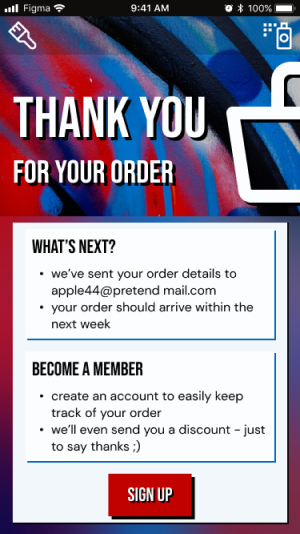 Figma 9:41 AM 100%
THANK YOU
FOR YOUR ORDER
WHAT'S NEXT?
• we've sent your order details to
apple44@pretend mail.com
• your order should arrive within the
next week
BECOME A MEMBER
• create an account to easily keep
track of your order
• we'll even send you a discount - just
to say thanks ;)
SIGN UP